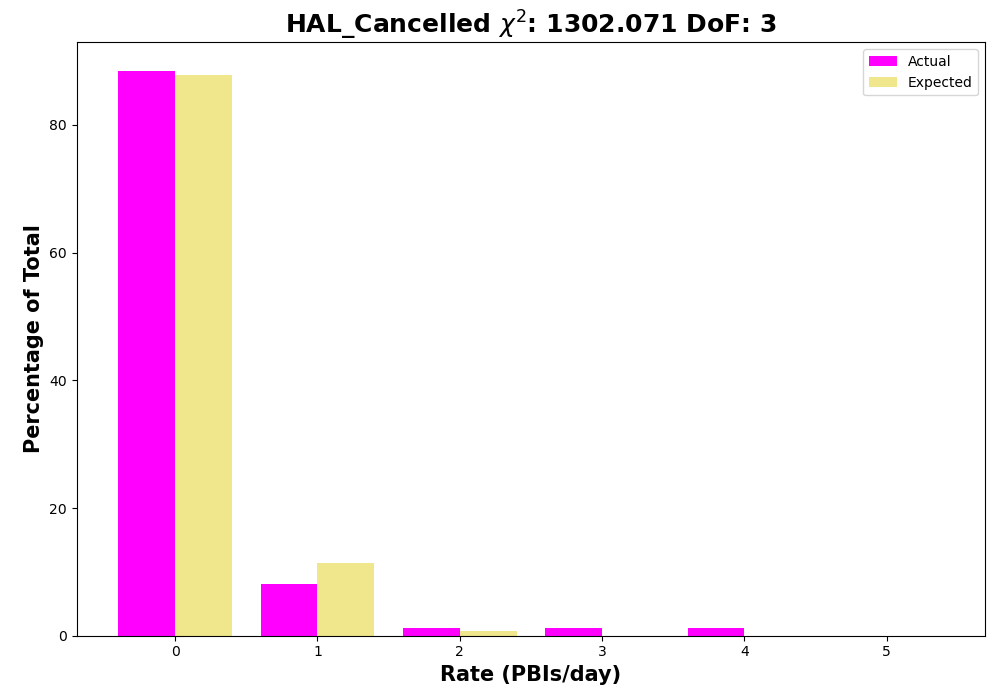 HAL_Cancelled χ²: 1302.071 DoF: 3
Actual
Expected
Percentage of Total
80
60
40
20
0
0 1 2 3 4 5
Rate (PBIs/day)